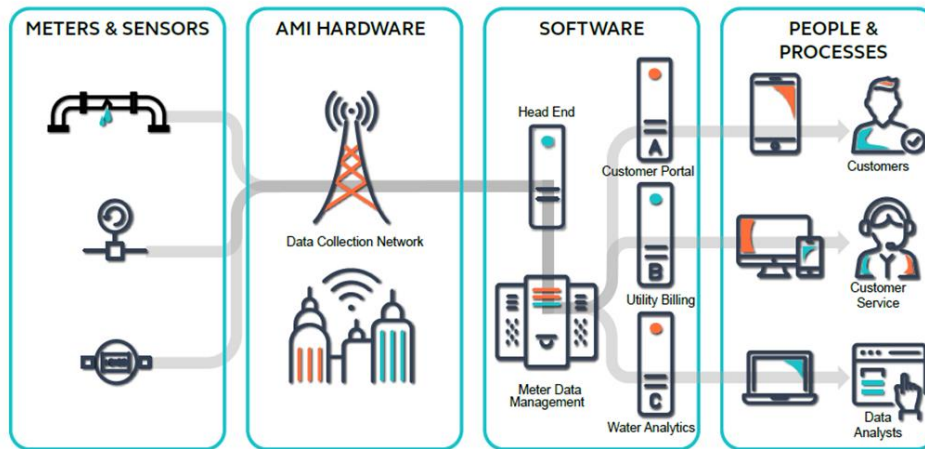 METERS & SENSORS
AMI HARDWARE
Data Collection Network
SOFTWARE
Head End
Meter Data
Management
A
Customer Portal
B
Utility Billing
C
Water Analytics
PEOPLE &
PROCESSES
Customers
Customer
Service
Data
Analysts